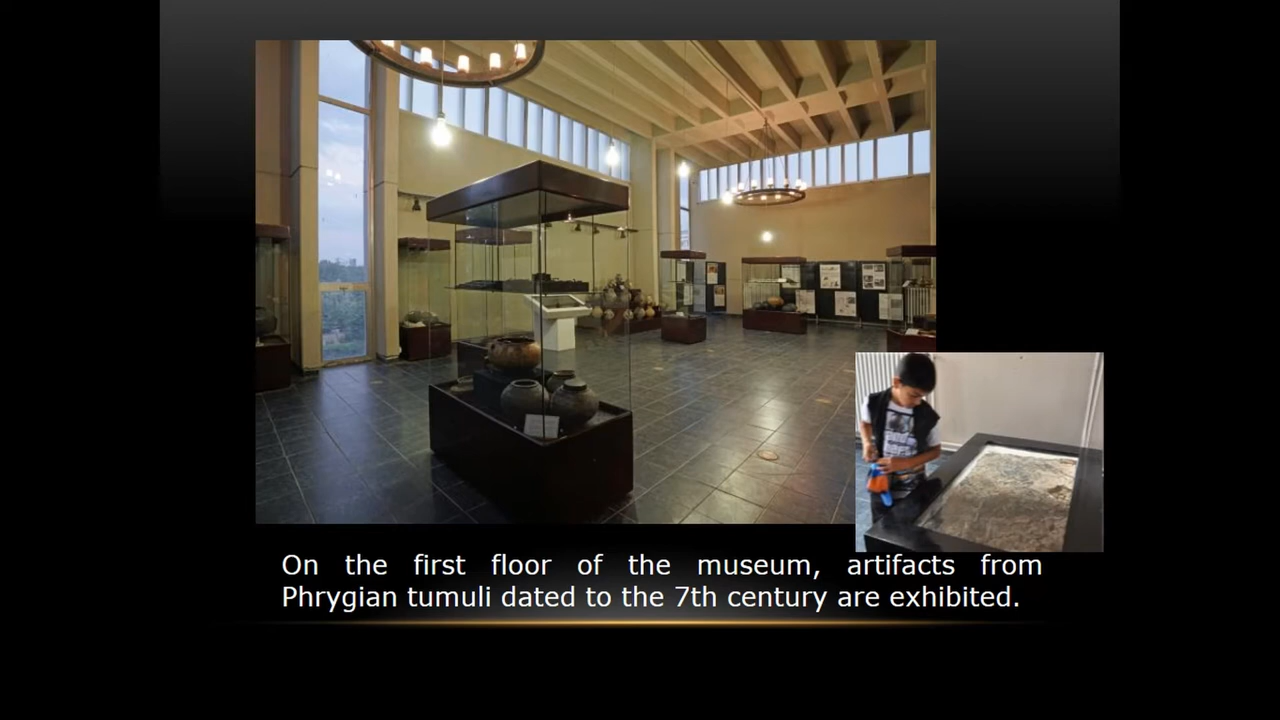 On the first floor of the museum, artifacts from
Phrygian tumuli dated to the 7th century are exhibited.